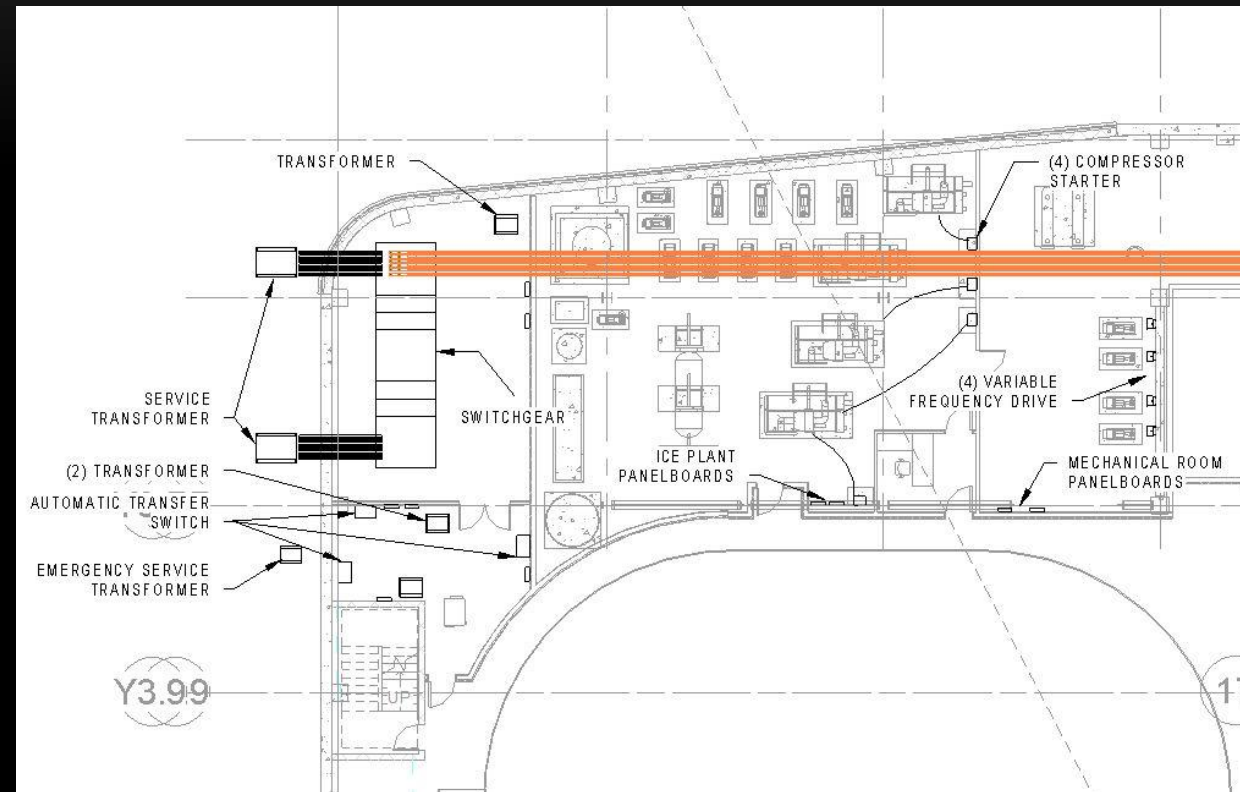 TRANSFORMER
(4) COMPRESSOR
STARTER
SERVICE
TRANSFORMER
SWITCHGEAR
(4) VARIABLE
FREQUENCY DRIVE
(2) TRANSFORMER
ICE PLANT
PANELBOARDS
MECHANICAL ROOM
PANELBOARDS
AUTOMATIC TRANSFER
SWITCH
EMERGENCY SERVICE
TRANSFORMER
UP
Y3.99